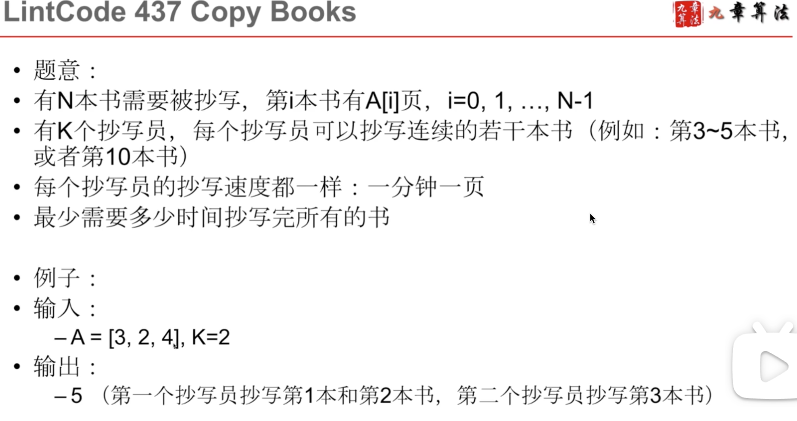 LintCode 437 Copy Books
九章算法
九章算法
• 题意：
• 有N本书需要被抄写，第i本书有A[i]页，i=0, 1, …, N-1
• 有K个抄写员，每个抄写员可以抄写连续的若干本书（例如：第3~5本书，
或者第10本书）
• 每个抄写员的抄写速度都一样：一分钟一页
• 最少需要多少时间抄写完所有的书
• 例子：
• 输入：
– A = [3, 2, 4], K=2
• 输出：
– 5 （第一个抄写员抄写第1本和第2本书，第二个抄写员抄写第3本书）